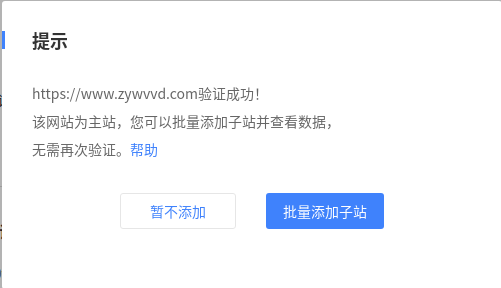 提示
https://www.zywvvd.com验证成功！
该网站为主站，您可以批量添加子站并查看数据，
无需再次验证。帮助
暂不添加
批量添加子站